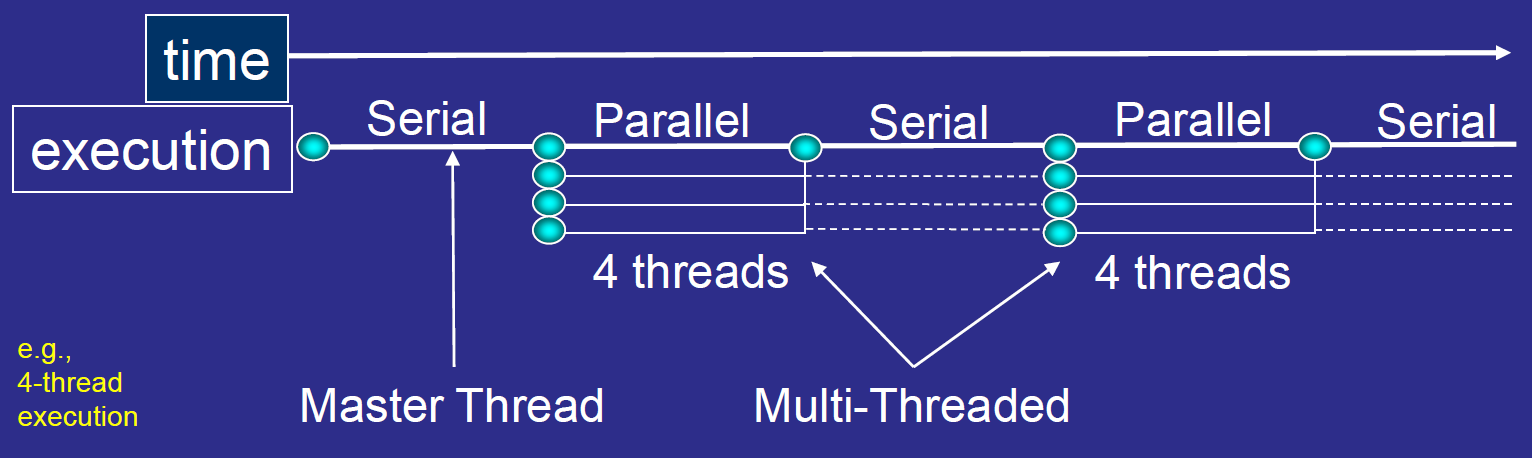 time
execution
Serial
Parallel
Serial
Parallel
Serial
4 threads
4 threads
e.g.,
4-thread
execution
Master Thread
Multi-Threaded